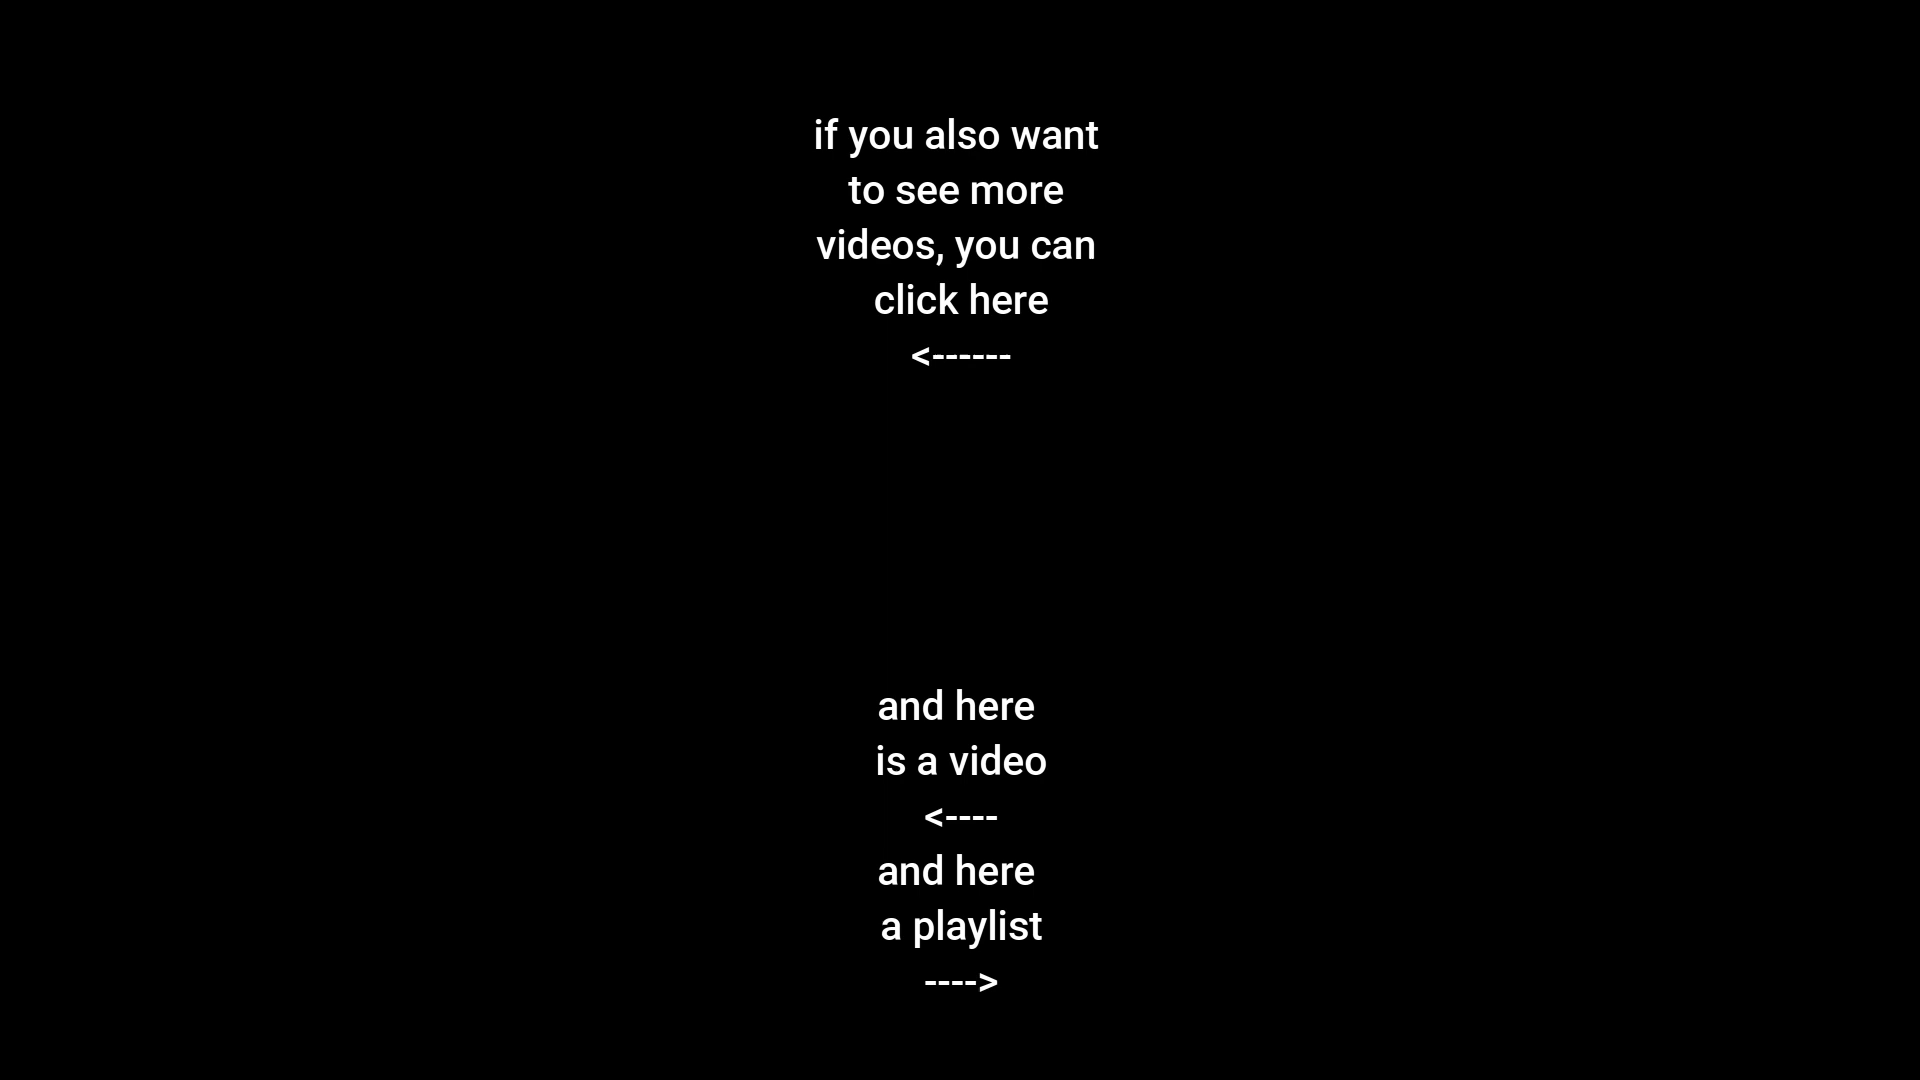 if you also want
to see more
videos, you can
click here
<------
and here
is a video
<----
and here
a playlist
---->